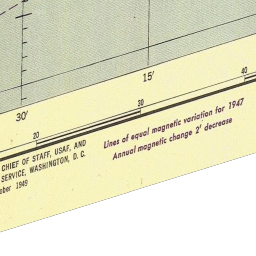 15'
40
30'
30
20
CHIEF OF STAFF, USAF, AND
SERVICE, WASHINGTON, D. C.
ber 1949
Lines of equal magnetic variation for 1947
Annual magnetic change 2' decrease